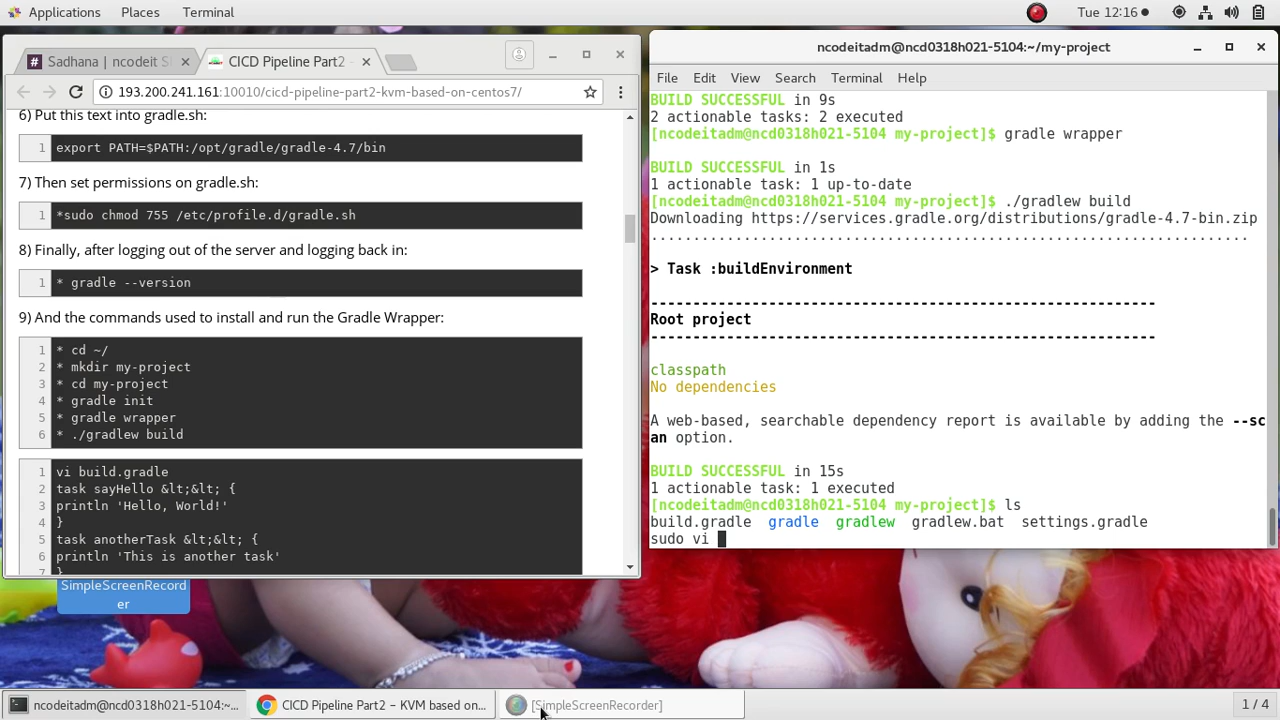 Applications Places Terminal Tue 12:16
Sadhana | ncodeit S
CICD Pipeline Part2 -
193.200.241.161:10010/cicd-pipeline-part2-kvm-based-on-centos7/
6) Put this text into gradle.sh:
1 export PATH=$PATH:/opt/gradle/gradle-4.7/bin
7) Then set permissions on gradle.sh:
1 *sudo chmod 755 /etc/profile.d/gradle.sh
8) Finally, after logging out of the server and logging back in:
1 * gradle --version
9) And the commands used to install and run the Gradle Wrapper:
1 * cd ~/
2 * mkdir my-project
3 * cd my-project
4 * gradle init
5 * gradle wrapper
6 * ./gradlew build
1 vi build.gradle
2 task sayHello &lt;&lt; {
3 println 'Hello, World!'
4 }
5 task anotherTask &lt;&lt; {
6 println 'This is another task'
7 }
ncodeitadm@ncd0318h021-5104:~/my-project
File Edit View Search Terminal Help
BUILD SUCCESSFUL in 9s
2 actionable tasks: 2 executed
[ncodeitadm@ncd0318h021-5104 my-project]$ gradle wrapper
BUILD SUCCESSFUL in 1s
1 actionable task: 1 up-to-date
[ncodeitadm@ncd0318h021-5104 my-project]$ ./gradlew build
Downloading https://services.gradle.org/distributions/gradle-4.7-bin.zip
.......................................................................
> Task :buildEnvironment
------------------------------------------------------------
Root project
------------------------------------------------------------
classpath
No dependencies
A web-based, searchable dependency report is available by adding the --sc
an option.
BUILD SUCCESSFUL in 15s
1 actionable task: 1 executed
[ncodeitadm@ncd0318h021-5104 my-project]$ ls
build.gradle gradle gradlew gradlew.bat settings.gradle
sudo vi
SimpleScreenRecord
er
ncodeitadm@ncd0318h021-5104:~...
CICD Pipeline Part2 – KVM based on...
[SimpleScreenRecorder]
1 / 4